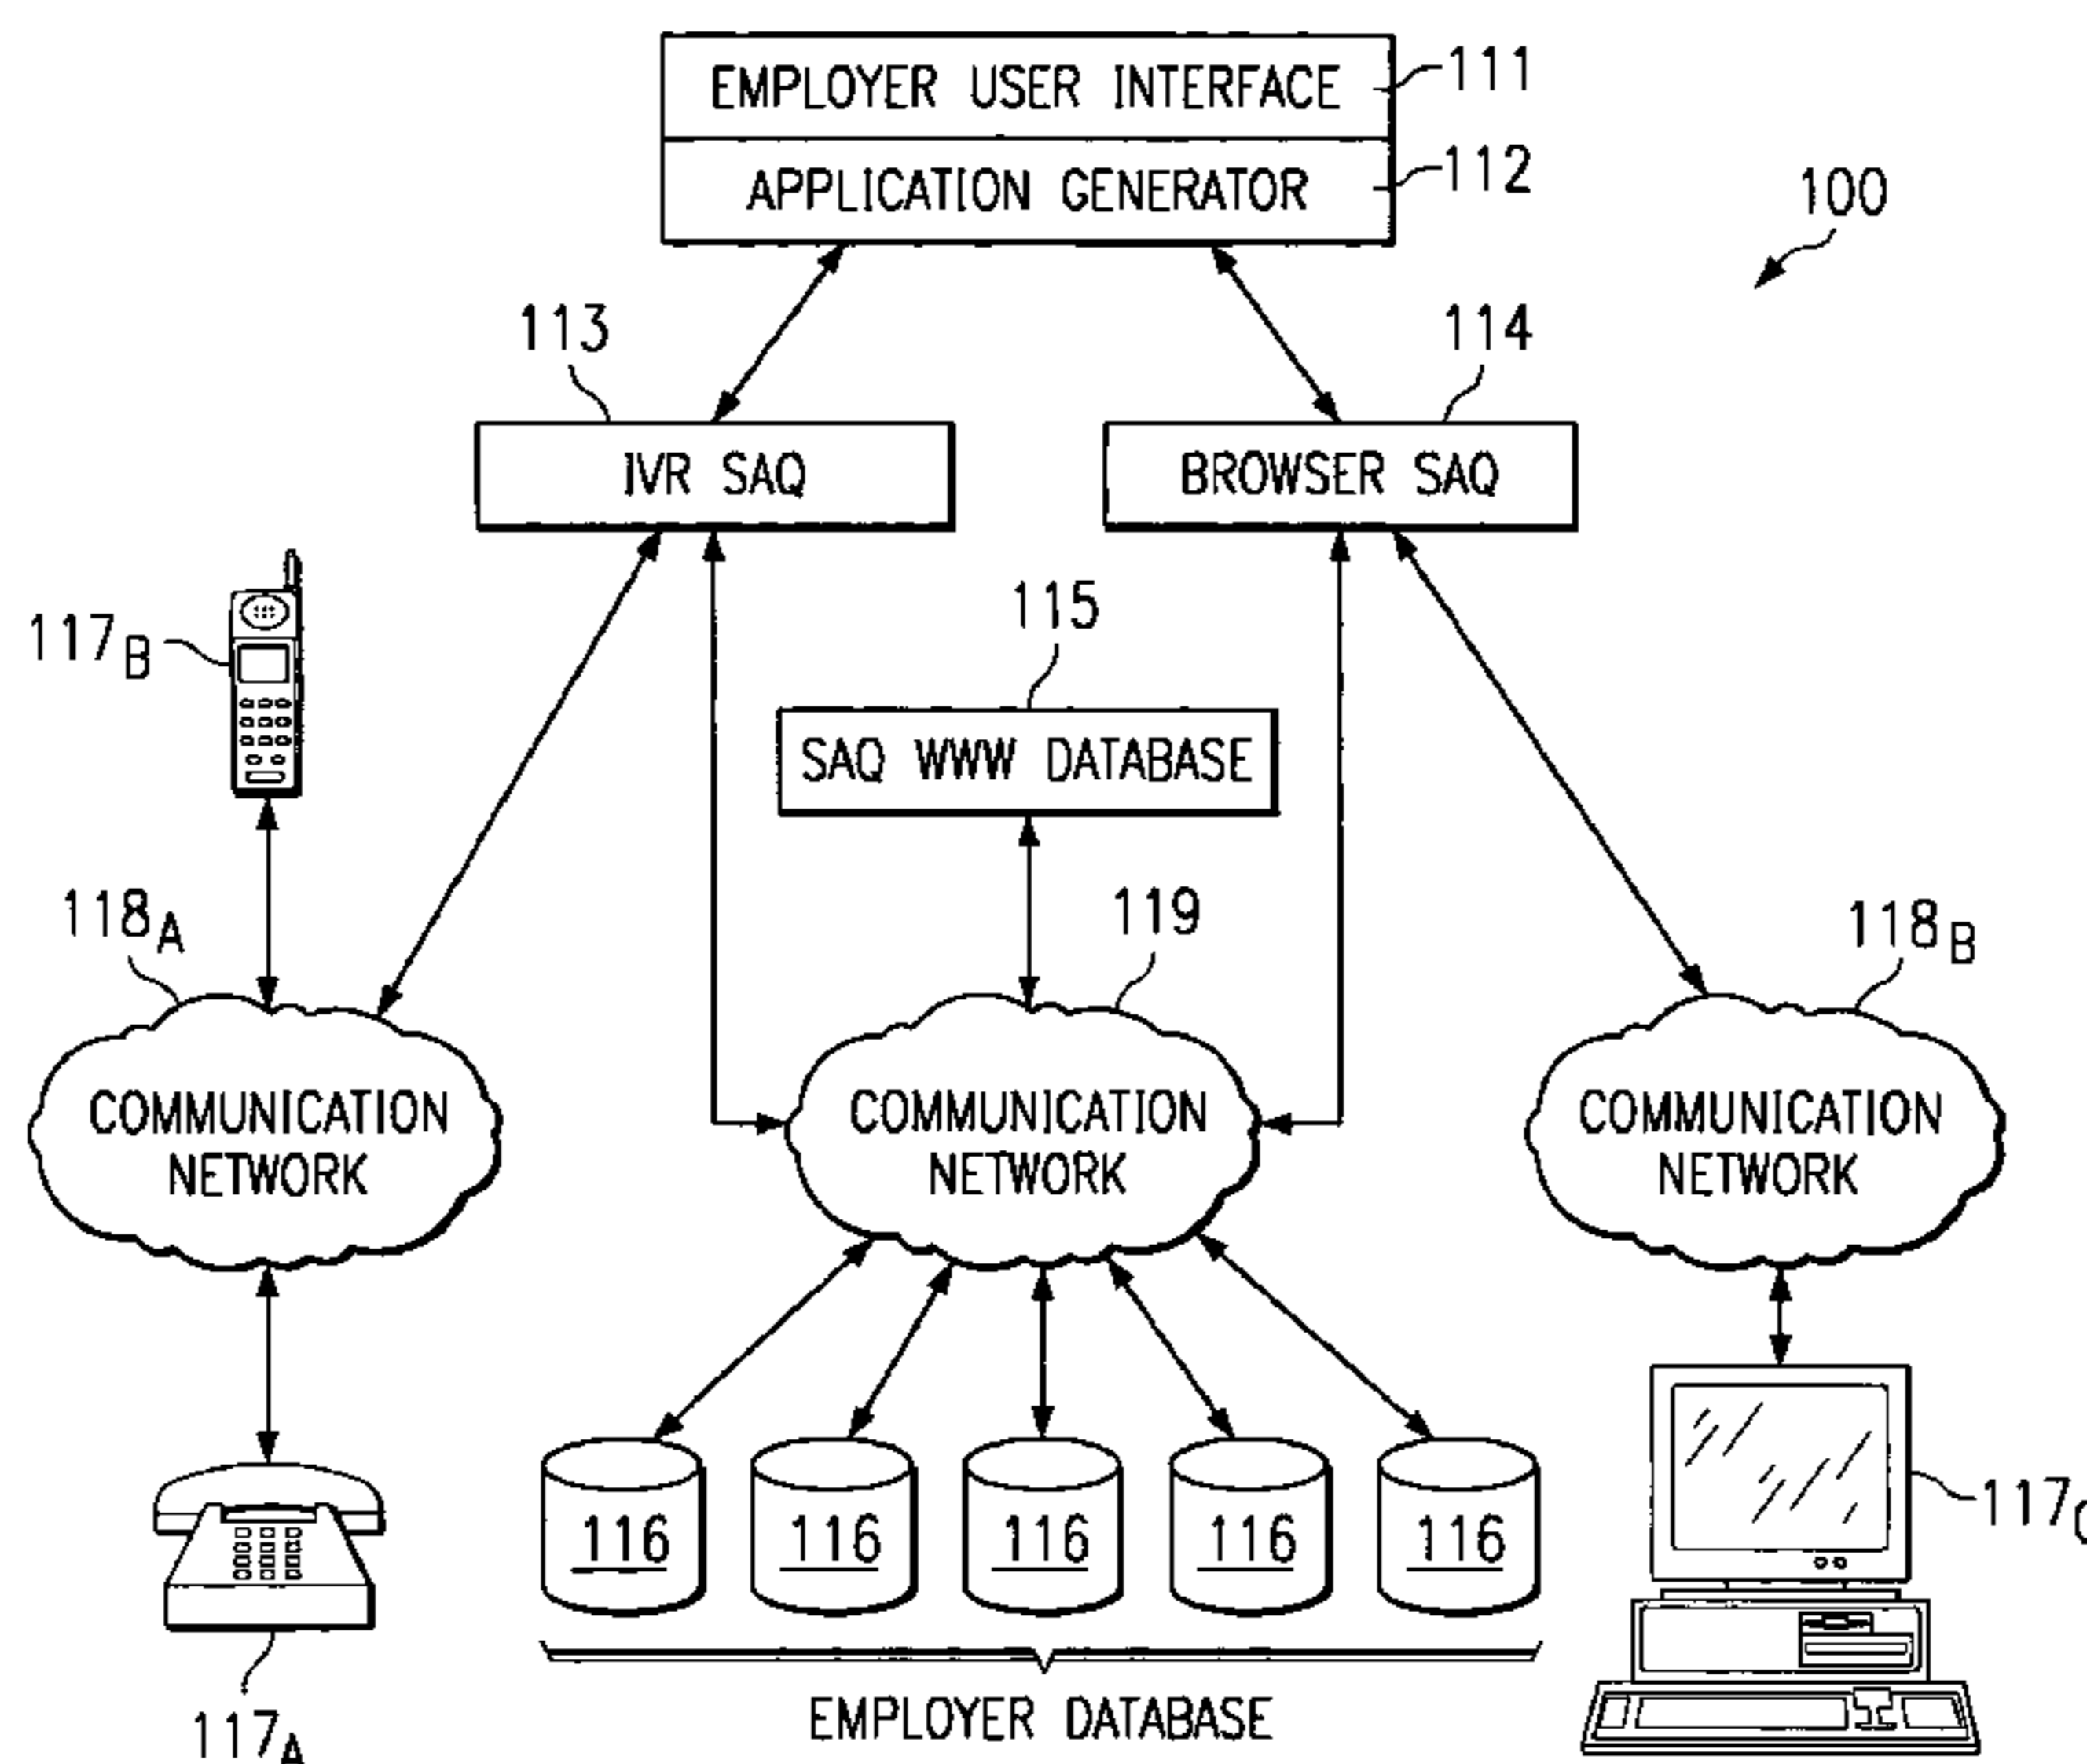 EMPLOYER USER INTERFACE
111
APPLICATION GENERATOR
112
100
113
114
IVR SAQ
BROWSER SAQ
115
117B
SAQ WWW DATABASE
118A
119
118B
COMMUNICATION
NETWORK
COMMUNICATION
NETWORK
COMMUNICATION
NETWORK
116
116
116
116
116
117C
117A
EMPLOYER DATABASE